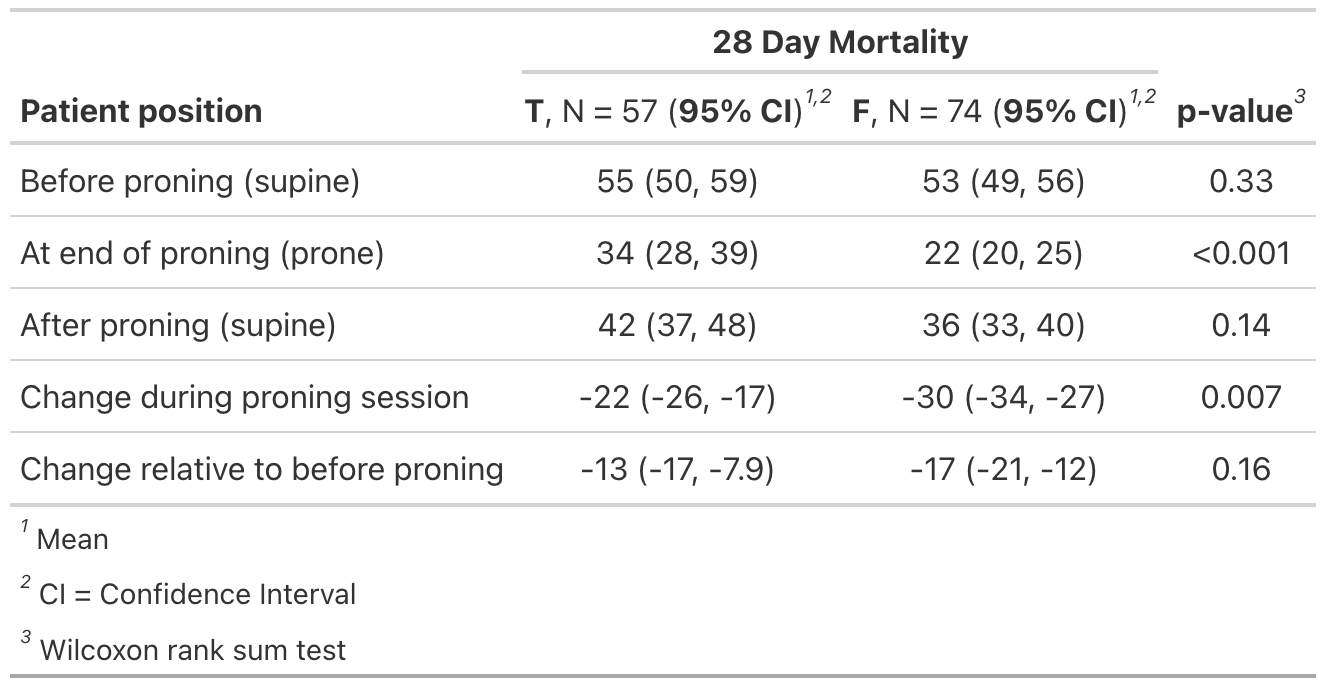 28 Day Mortality
Patient position T, N = 57 (95% CI)1,2 F, N = 74 (95% CI)1,2 p-value3
Before proning (supine) 55 (50, 59) 53 (49, 56) 0.33
At end of proning (prone) 34 (28, 39) 22 (20, 25) <0.001
After proning (supine) 42 (37, 48) 36 (33, 40) 0.14
Change during proning session -22 (-26, -17) -30 (-34, -27) 0.007
Change relative to before proning -13 (-17, -7.9) -17 (-21, -12) 0.16
1 Mean
2 CI = Confidence Interval
3 Wilcoxon rank sum test